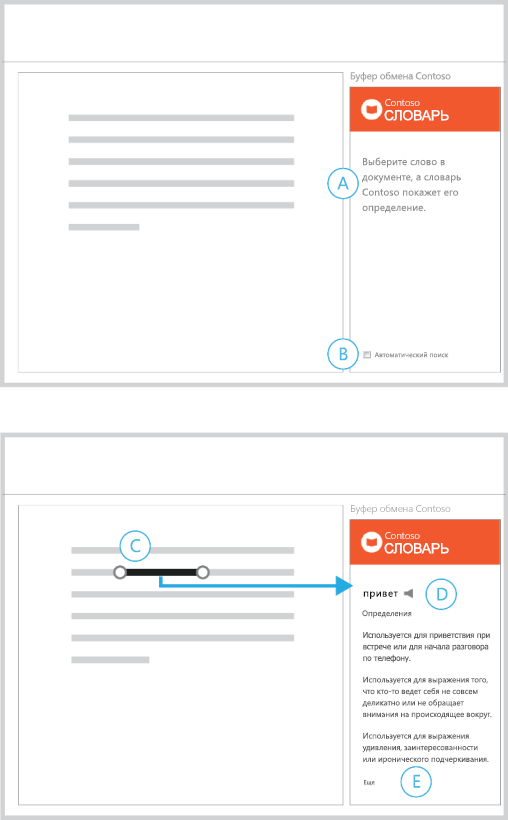 Буфер обмена Contoso
Contoso
СЛОВАРЬ
Выберите слово в
документе, а словарь
Contoso покажет его
определение.
A
B
Автоматический поиск
Буфер обмена Contoso
Contoso
СЛОВАРЬ
C
привет
D
Определения
Используется для приветствия при
встрече или для начала разговора
по телефону.
Используется для выражения того,
что кто-то ведет себя не совсем
деликатно или не обращает
внимания на происходящее вокруг.
Используется для выражения
удивления, заинтересованности
или иронического подчеркивания.
Еще
E